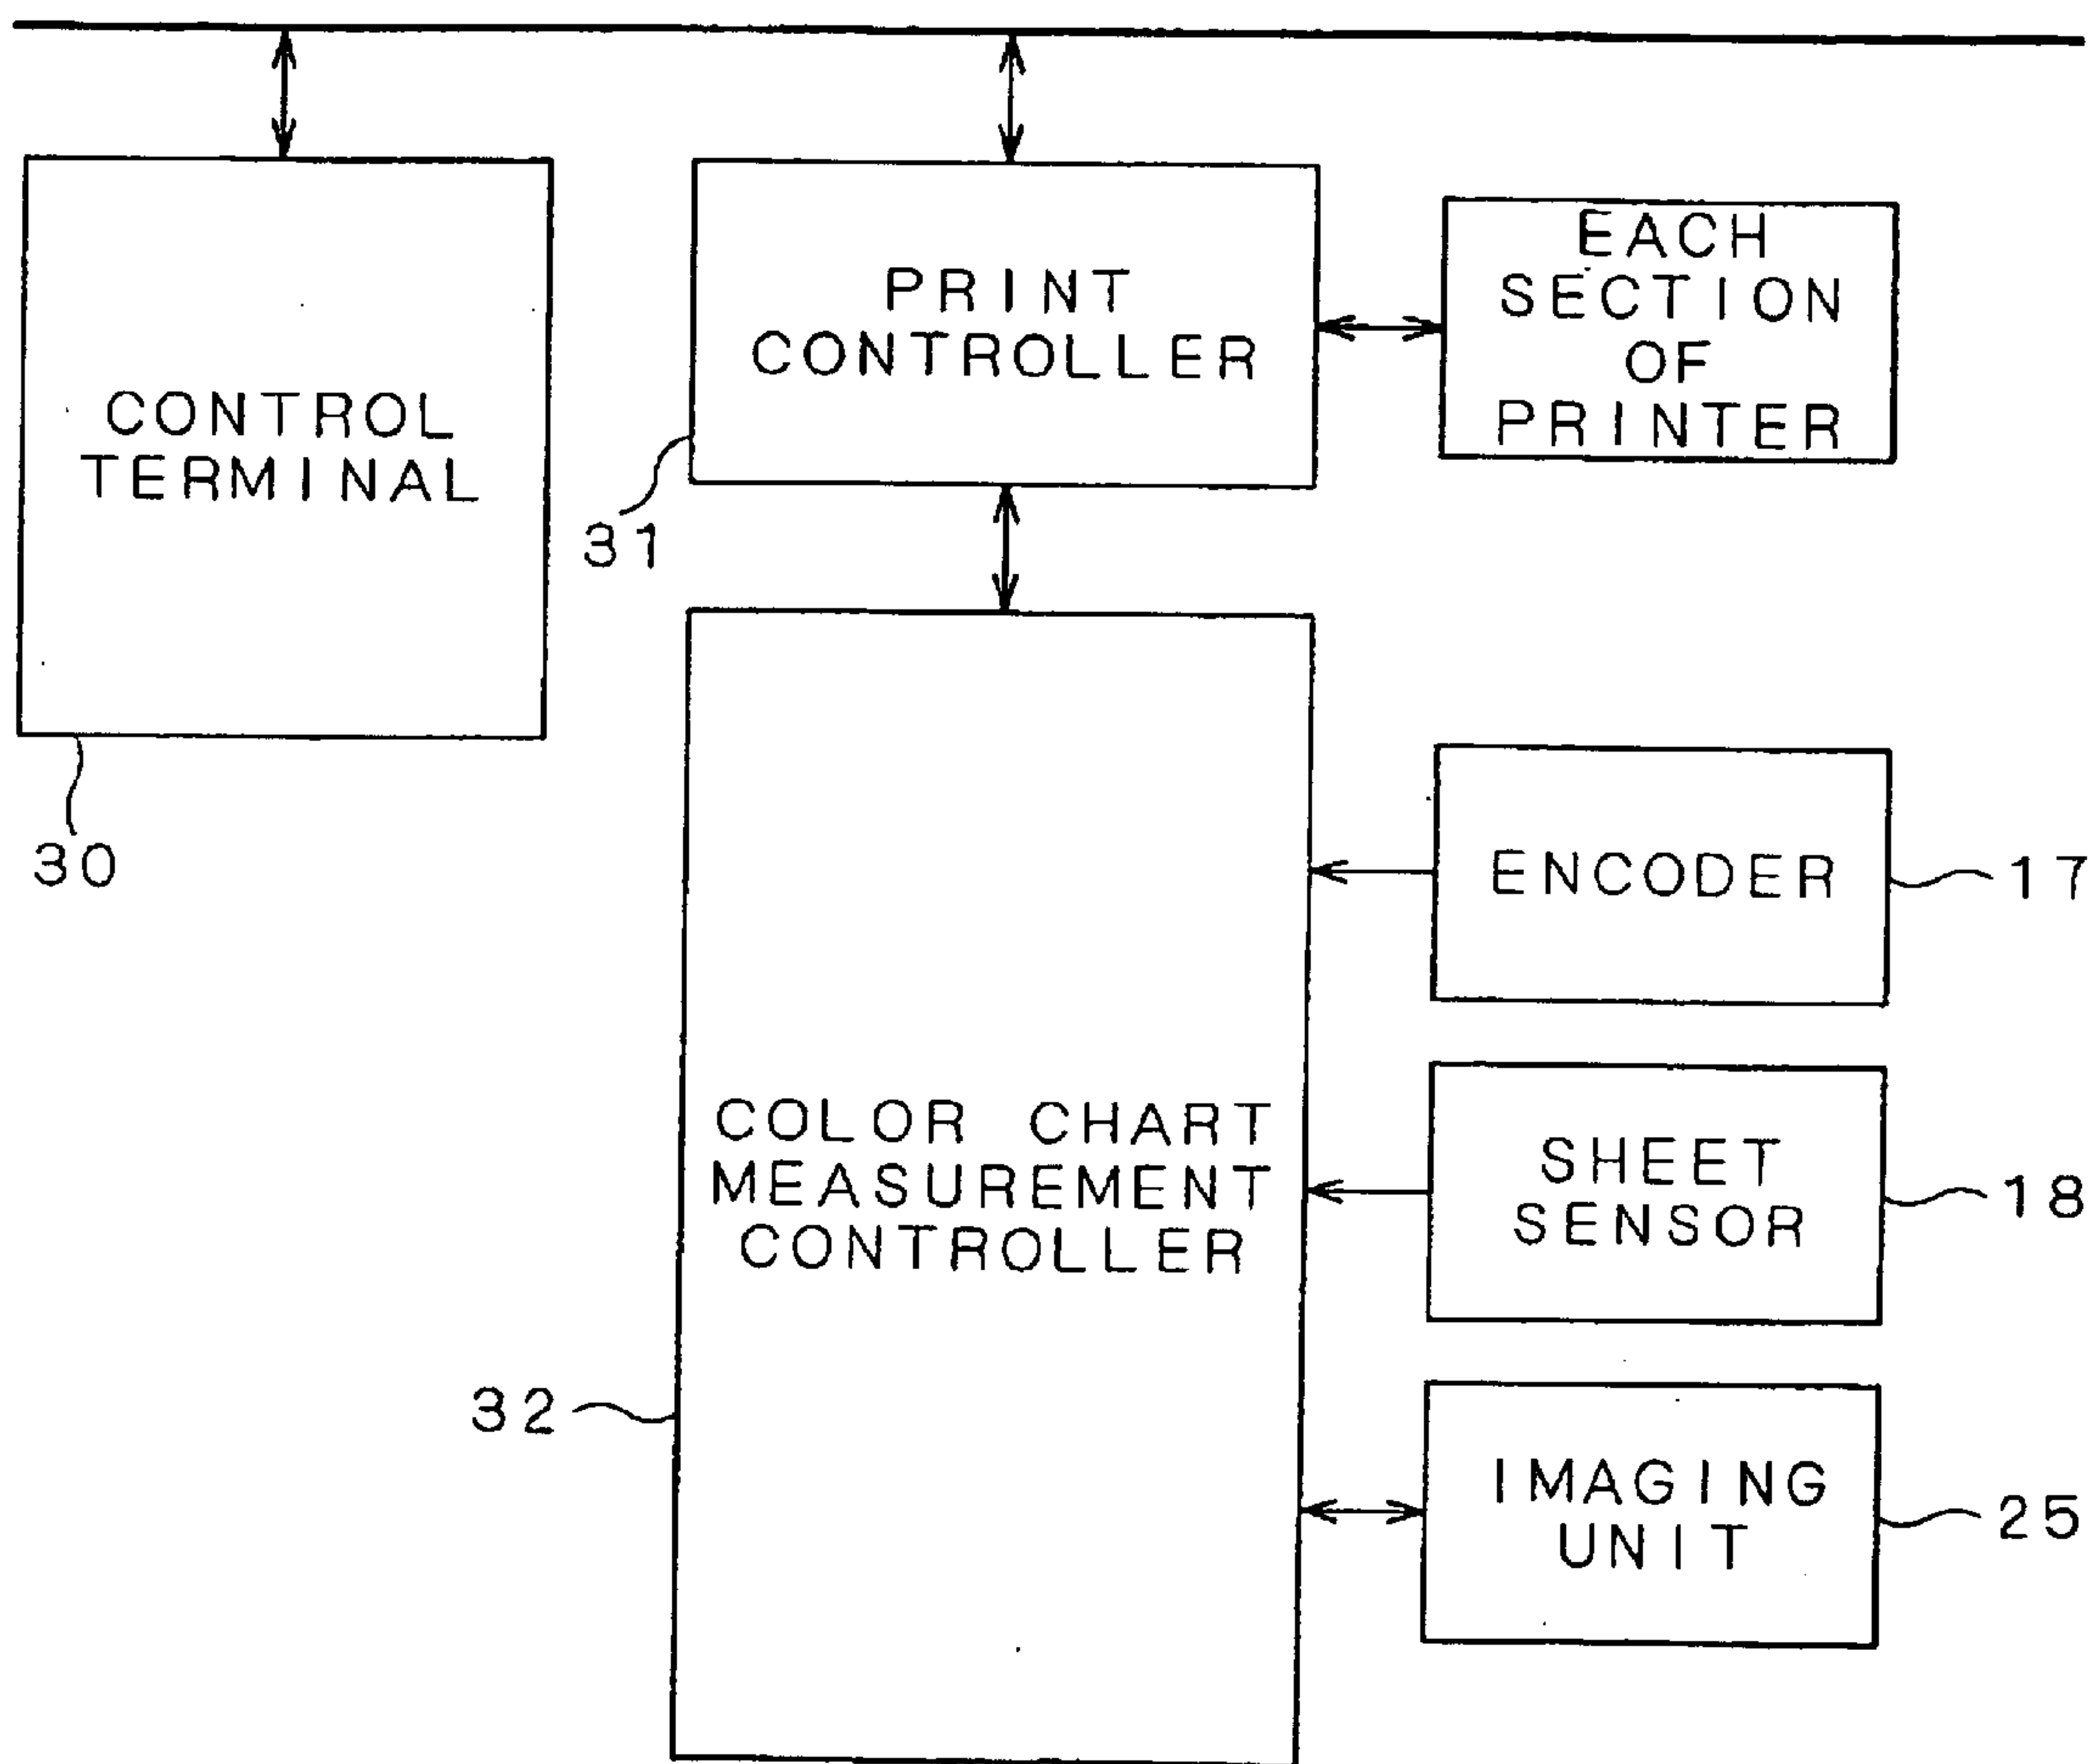 CONTROL
TERMINAL
30
PRINT
CONTROLLER
31
EACH
SECTION
OF
PRINTER
COLOR CHART
MEASUREMENT
CONTROLLER
32
ENCODER
17
SHEET
SENSOR
18
IMAGING
UNIT
25